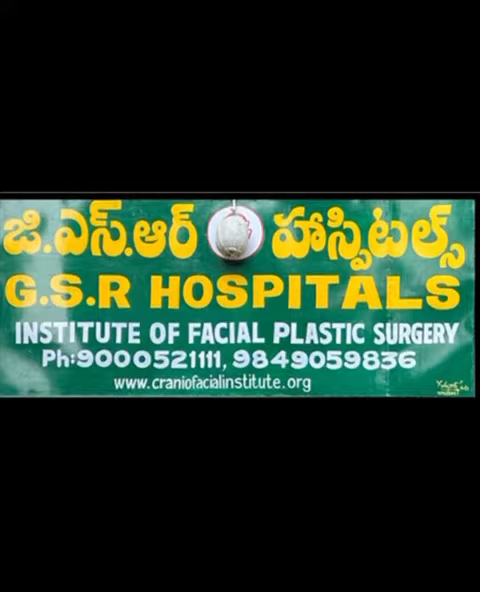 జి.ఎస్.ఆర్ హాస్పిటల్స్
G.S.R HOSPITALS
INSTITUTE OF FACIAL PLASTIC SURGERY
Ph:9000521111, 9849059836
www.craniofacialinstitute.org